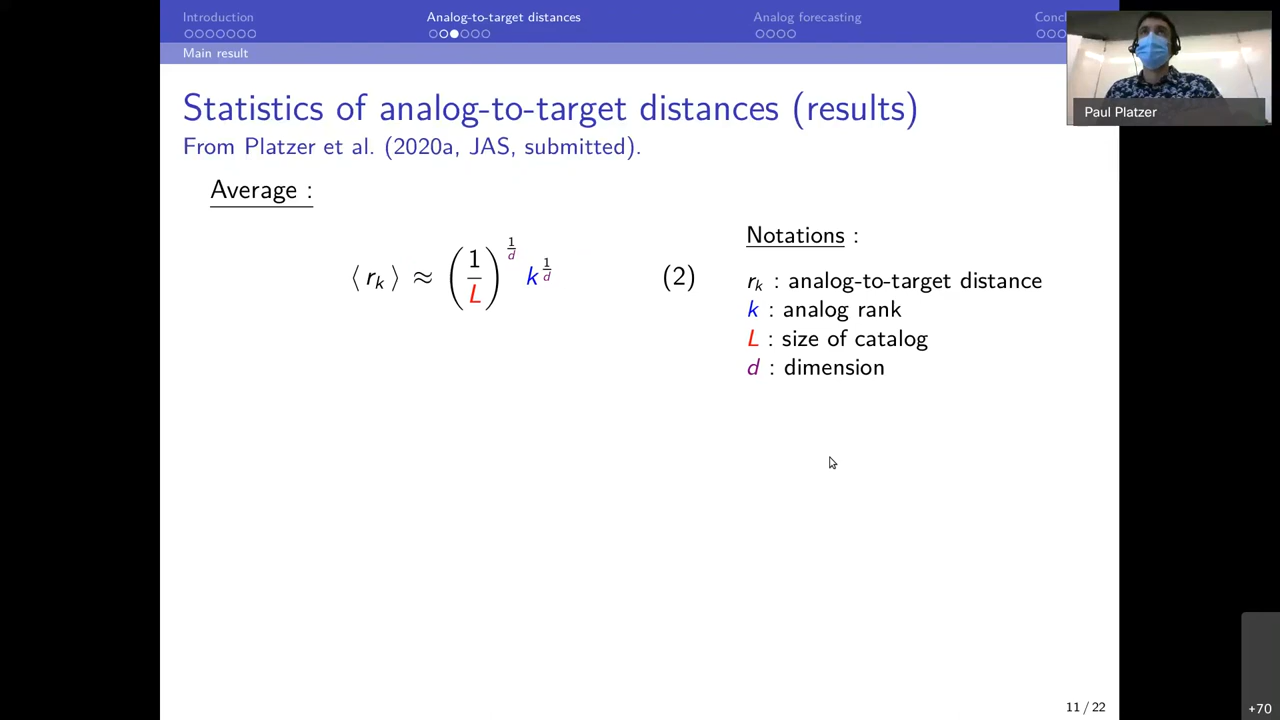 Introduction
Analog-to-target distances
Analog forecasting
Main result
Paul Platzer
Statistics of analog-to-target distances (results)
From Platzer et al. (2020a, JAS, submitted).
Average :
⟨ r_k ⟩ ≈ (1/L)^{1/d} k^{1/d} (2)
Notations :
r_k : analog-to-target distance
k : analog rank
L : size of catalog
d : dimension
11 / 22
+70